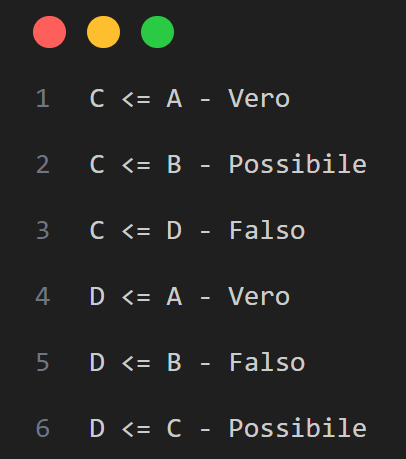 1 C <= A - Vero
2 C <= B - Possibile
3 C <= D - Falso
4 D <= A - Vero
5 D <= B - Falso
6 D <= C - Possibile